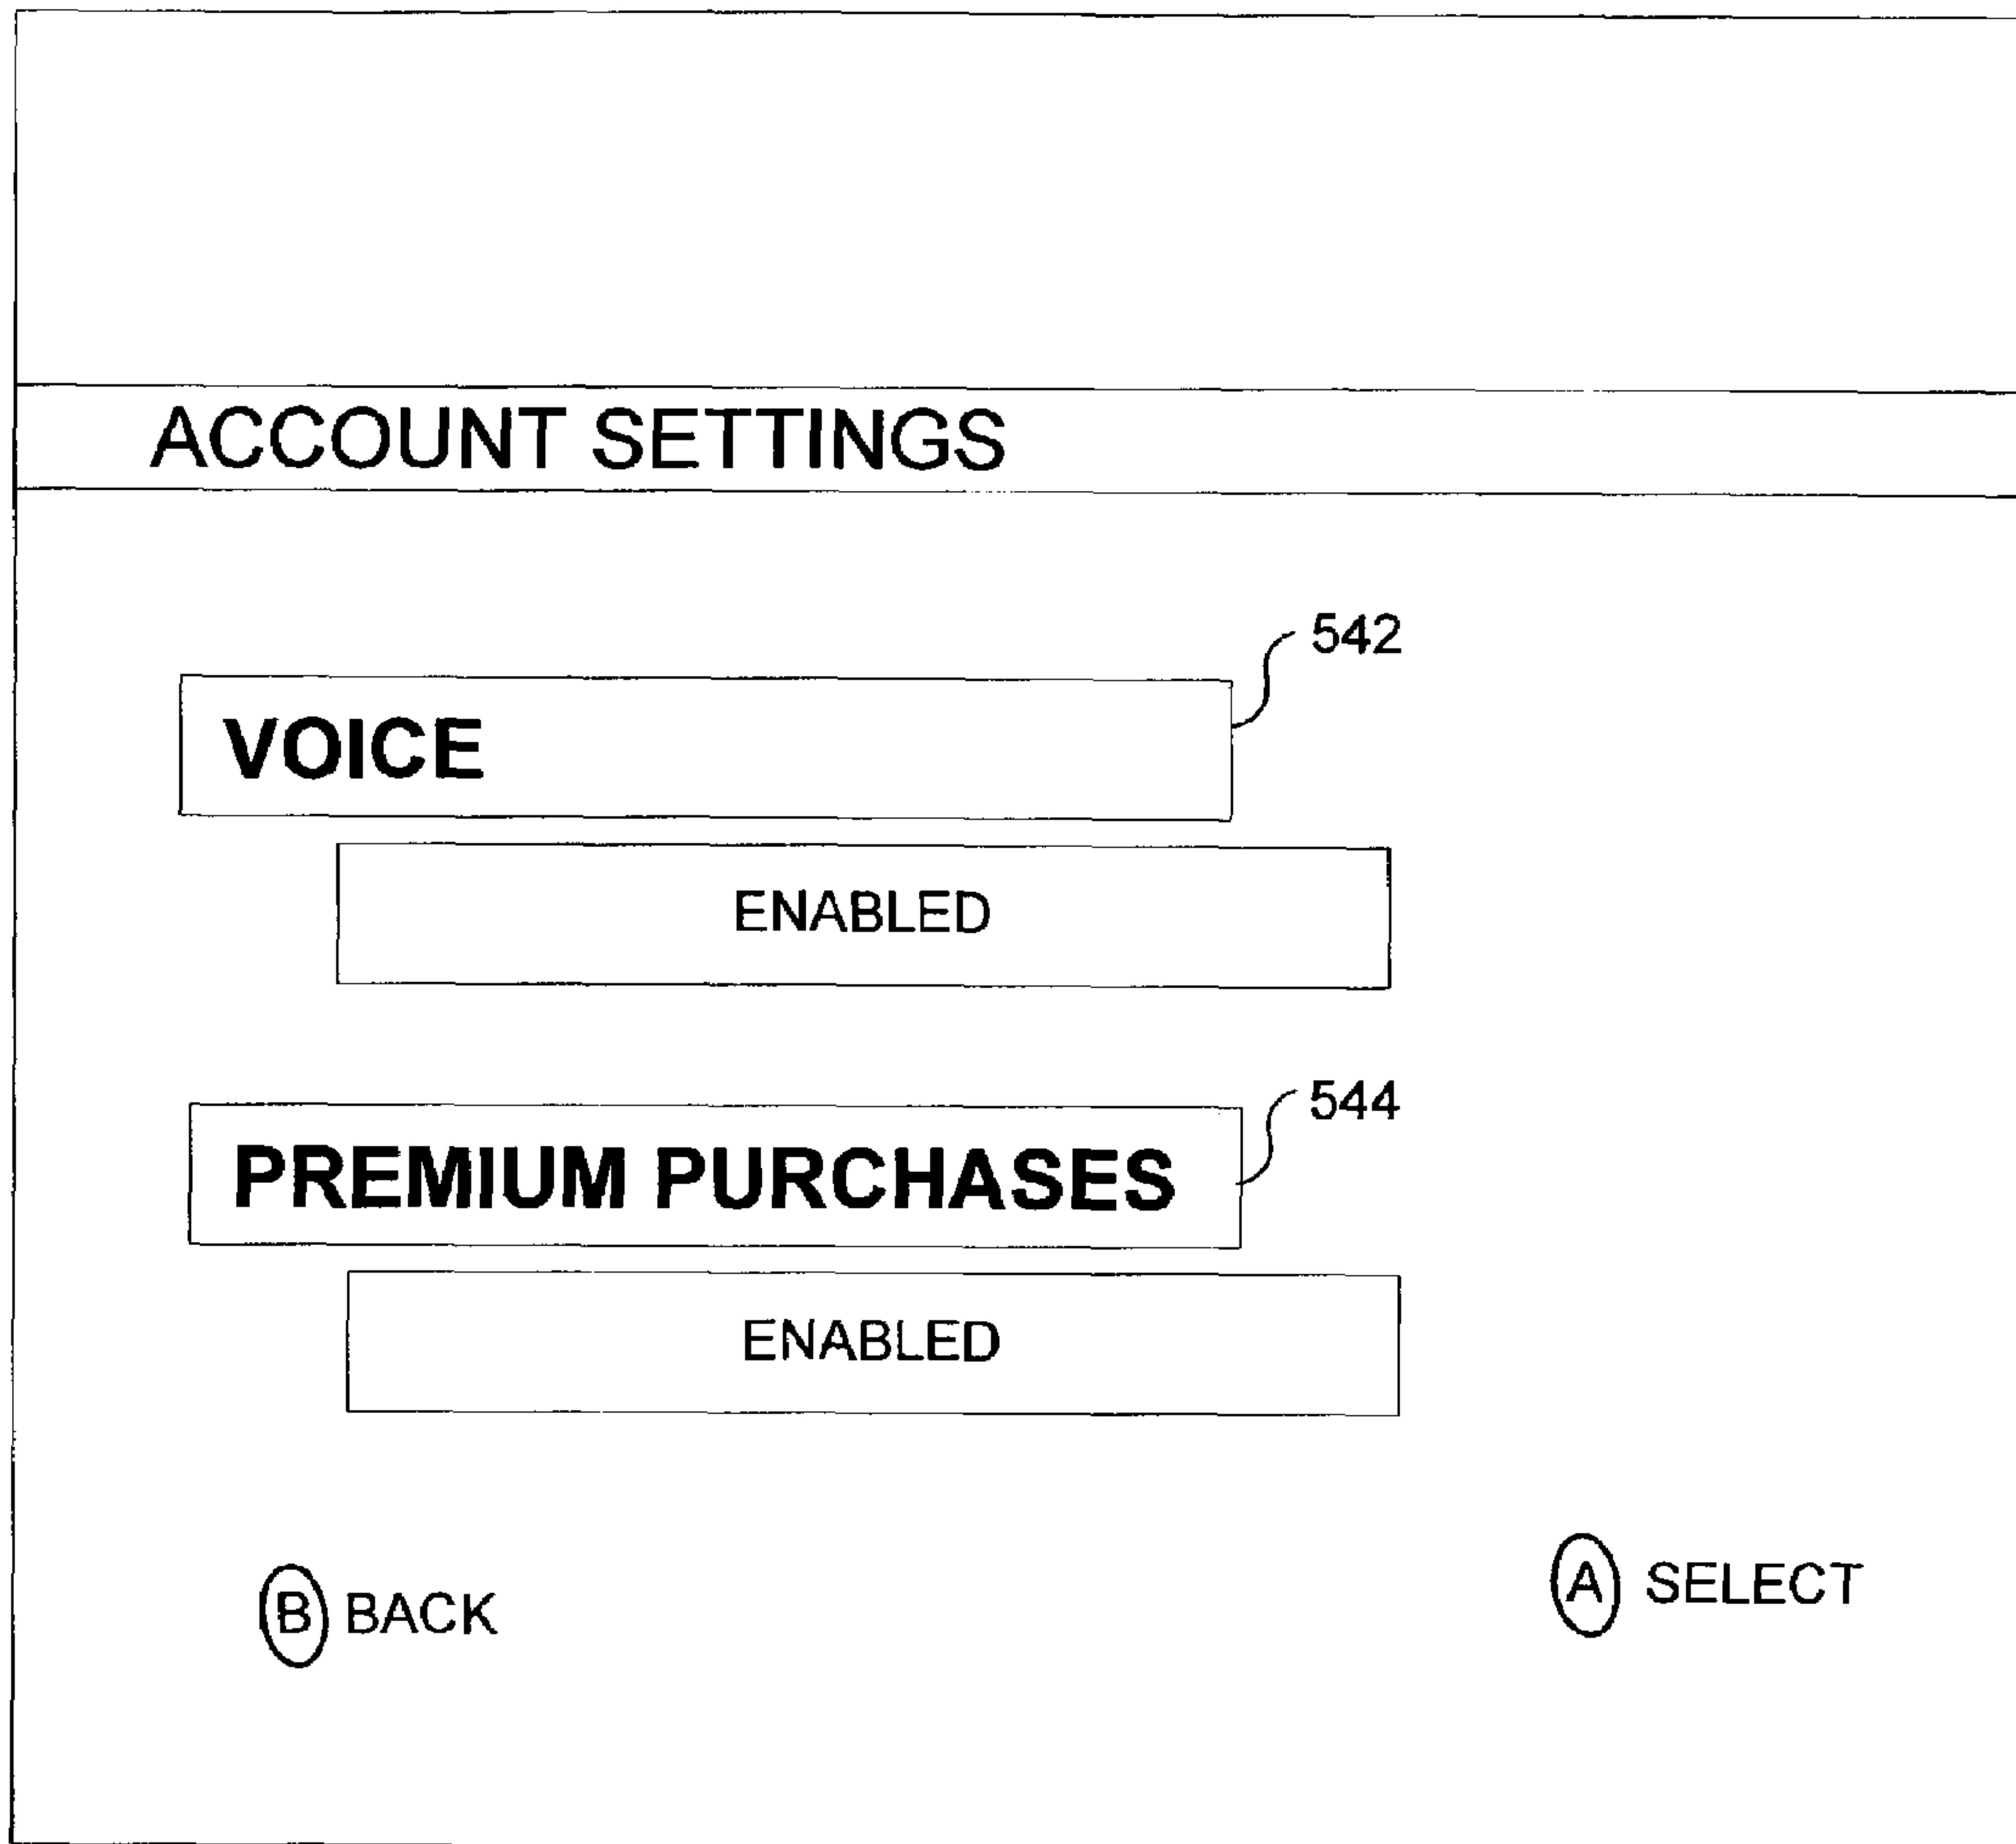 ACCOUNT SETTINGS
542
VOICE
ENABLED
544
PREMIUM PURCHASES
ENABLED
B BACK
A SELECT